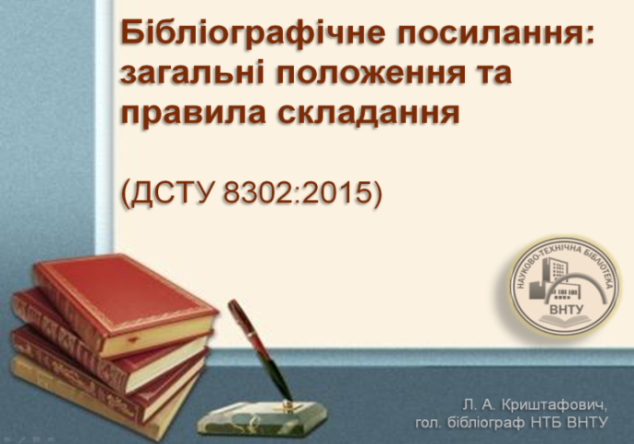 Бібліографічне посилання:
загальні положення та
правила складання
(ДСТУ 8302:2015)
НАУКОВО-ТЕХНІЧНА БІБЛІОТЕКА
ВНТУ
Л. А. Криштафович,
гол. бібліограф НТБ ВНТУ